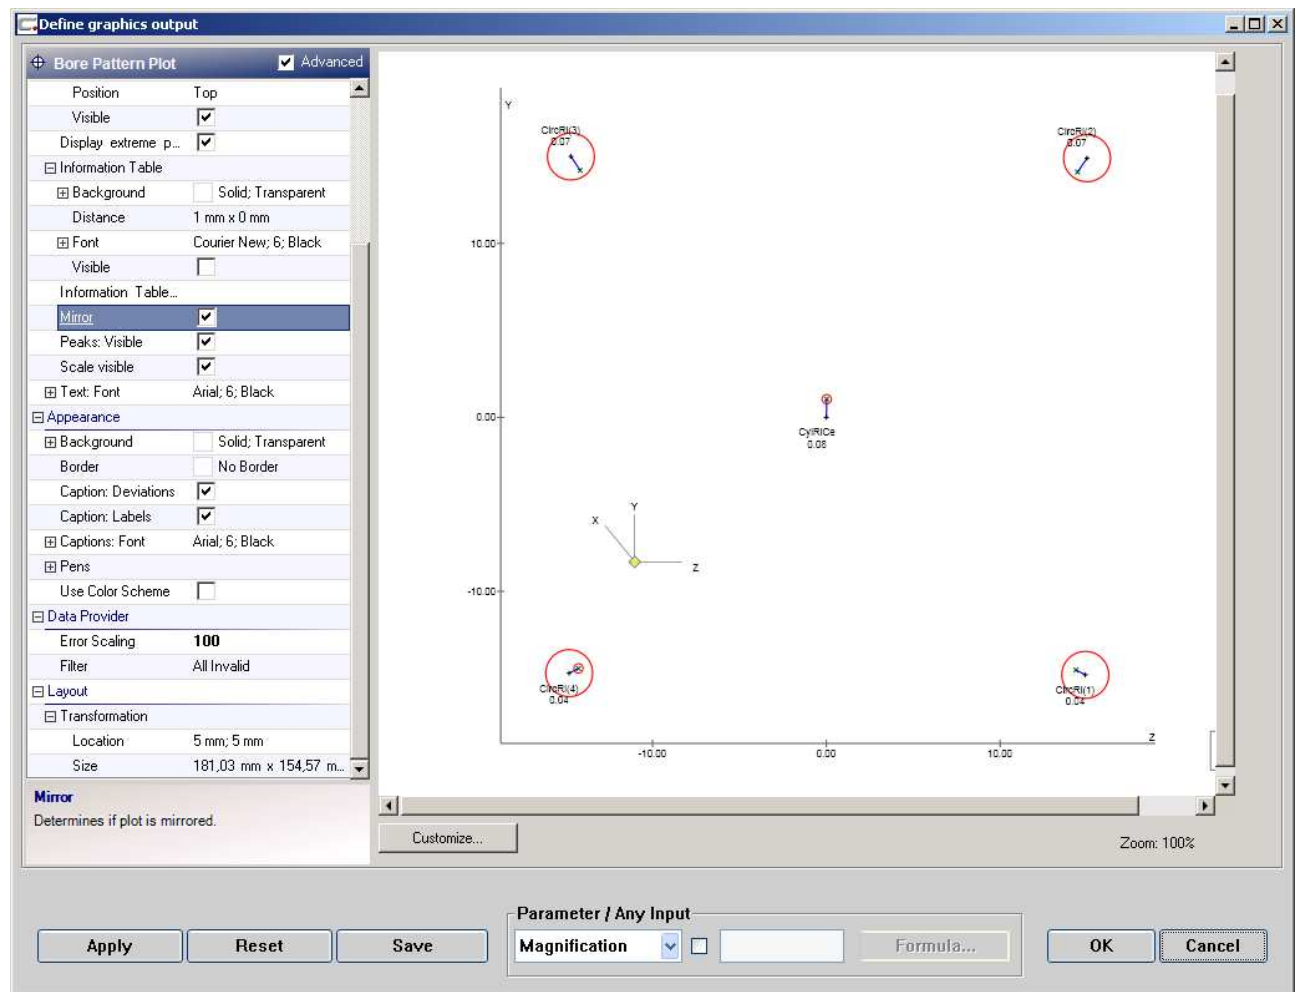 Define graphics output
Bore Pattern Plot Advanced
Position Top
Visible
Display extreme p...
Information Table
Background Solid; Transparent
Distance 1 mm x 0 mm
Font Courier New; 6; Black
Visible
Information Table...
Mirror
Peaks: Visible
Scale visible
Text: Font Arial; 6; Black
Appearance
Background Solid; Transparent
Border No Border
Caption: Deviations
Caption: Labels
Captions: Font Arial; 6; Black
Pens
Use Color Scheme
Data Provider
Error Scaling 100
Filter All Invalid
Layout
Transformation
Location 5 mm; 5 mm
Size 181,03 mm x 154,57 m...
Mirror
Determines if plot is mirrored.
Y
CircRl(3)
0.07
CircRl(2)
0.07
10.00
0.00
CylRlCe
0.08
Y
X
Z
-10.00
CircRl(4)
0.04
CircRl(1)
0.04
Z
-10.00 0.00 10.00
Customize...
Zoom: 100%
Parameter / Any Input
Apply Reset Save Magnification Formula... OK Cancel